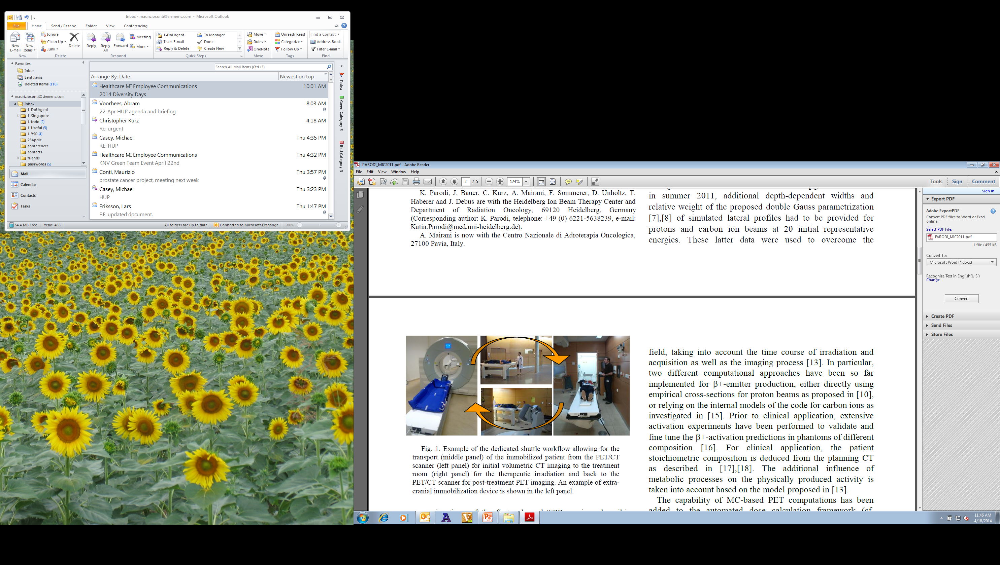 Inbox - maurizioconti@siemens.com - Microsoft Outlook
File Home Send / Receive Folder View Conferencing
New E-mail
New Items
New
Ignore
Clean Up
Junk
Delete
Delete
Reply
Reply All
Forward
Meeting
More
Respond
1-DoUrgent
To Manager
Team E-mail
Done
Reply & Delete
Create New
Quick Steps
Move
Rules
OneNote
Move
Unread/ Read
Categorize
Follow Up
Tags
Find a Contact
Address Book
Filter E-mail
Find
Favorites
Inbox
Sent Items
Deleted Items (118)
maurizioconti@siemens.com
Inbox
1-DoUrgent
1-Singapore
1-todo (2)
1-Useful (3)
1-Y90 (4)
25Aprile
conferences
contacts
friends
passwords (5)
Mail
Calendar
Contacts
Tasks
Search All Mail Items (Ctrl+E)
Arrange By: Date Newest on top
Healthcare MI Employee Communications 10:01 AM
2014 Diversity Days
Voorhees, Abram 8:03 AM
22-Apr HUP agenda and briefing
Christopher Kurz 4:18 AM
Re: urgent
Casey, Michael Thu 4:35 PM
RE: HUP
Healthcare MI Employee Communications Thu 4:32 PM
KNV Green Team Event April 22nd
Conti, Maurizio Thu 3:57 PM
prostate cancer project, meeting next week
Casey, Michael Thu 3:23 PM
HUP
Eriksson, Lars Thu 1:47 PM
RE: updated document.
Tasks:
Green Category 5
Red Category 3
54.4 MB Free Items: 483 All folders are up to date. Connected to Microsoft Exchange 100%
PARODI_MIC2011.pdf - Adobe Reader
File Edit View Window Help
2 / 5 174%
Tools Sign Comment
K. Parodi, J. Bauer, C. Kurz, A. Mairani, F. Sommerer, D. Unholtz, T.
Haberer and J. Debus are with the Heidelberg Ion Beam Therapy Center and
Department of Radiation Oncology, 69120 Heidelberg, Germany
(Corresponding author: K. Parodi, telephone: +49 (0) 6221-5638239, e-mail:
Katia.Parodi@med.uni-heidelberg.de).
A. Mairani is now with the Centro Nazionale di Adroterapia Oncologica,
27100 Pavia, Italy.
in summer 2011, additional depth-dependent widths and
relative weight of the proposed double Gauss parametrization
[7],[8] of simulated lateral profiles had to be provided for
protons and carbon ion beams at 20 initial representative
energies. These latter data were used to overcome the
Fig. 1. Example of the dedicated shuttle workflow allowing for the
transport (middle panel) of the immobilized patient from the PET/CT
scanner (left panel) for initial volumetric CT imaging to the treatment
room (right panel) for the therapeutic irradiation and back to the
PET/CT scanner for post-treatment PET imaging. An example of extra-
cranial immobilization device is shown in the left panel.
field, taking into account the time course of irradiation and
acquisition as well as the imaging process [13]. In particular,
two different computational approaches have been so far
implemented for β+-emitter production, either directly using
empirical cross-sections for proton beams as proposed in [10],
or relying on the internal models of the code for carbon ions as
investigated in [15]. Prior to clinical application, extensive
activation experiments have been performed to validate and
fine tune the β+-activation predictions in phantoms of different
composition [16]. For clinical application, the patient
stoichiometric composition is deduced from the planning CT
as described in [17],[18]. The additional influence of
metabolic processes on the physically produced activity is
taken into account based on the model proposed in [13].
The capability of MC-based PET computations has been
added to the automated dose calculation framework (cf.
Sign In
Export PDF
Adobe ExportPDF
Convert PDF files to Word or Excel
online.
Select PDF File:
PARODI_MIC2011.pdf
1 file / 455 KB
Convert To:
Microsoft Word (*.docx)
Recognize Text in English(U.S.)
Change
Convert
Create PDF
Send Files
Store Files
11:46 AM
4/18/2014